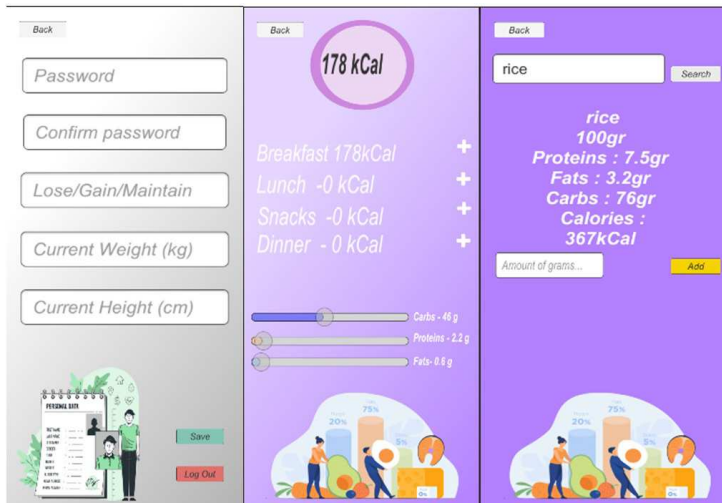 Back
Password
Confirm password
Lose/Gain/Maintain
Current Weight (kg)
Current Height (cm)
PERSONAL DATA
Save
Log Out
Back
178 kCal
Breakfast 178kCal +
Lunch -0 kCal +
Snacks -0 kCal +
Dinner - 0 kCal +
Carbs - 46 g
Proteins - 2.2 g
Fats- 0.6 g
75%
20%
5%
0%
Back
rice
Search
rice
100gr
Proteins : 7.5gr
Fats : 3.2gr
Carbs : 76gr
Calories :
367kCal
Amount of grams...
Add
75%
20%
5%
0%